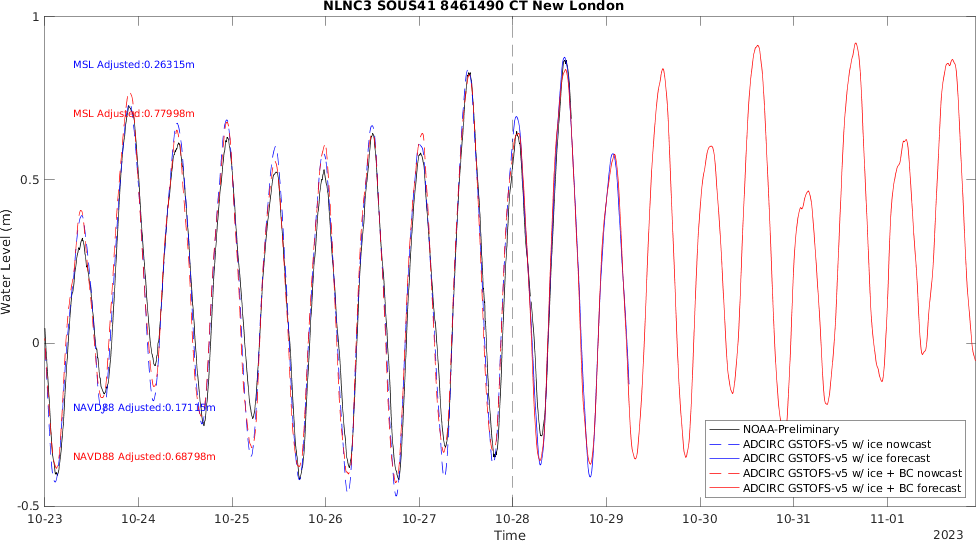 NLNC3 SOUS41 8461490 CT New London
1
MSL Adjusted:0.26315m
MSL Adjusted:0.77998m
0.5
Water Level (m)
0
NAVD88 Adjusted:0.17115m
NAVD88 Adjusted:0.68798m
-0.5
NOAA-Preliminary
ADCIRC GSTOFS-v5 w/ ice nowcast
ADCIRC GSTOFS-v5 w/ ice forecast
ADCIRC GSTOFS-v5 w/ ice + BC nowcast
ADCIRC GSTOFS-v5 w/ ice + BC forecast
10-23 10-24 10-25 10-26 10-27 10-28 10-29 10-30 10-31 11-01
Time
2023